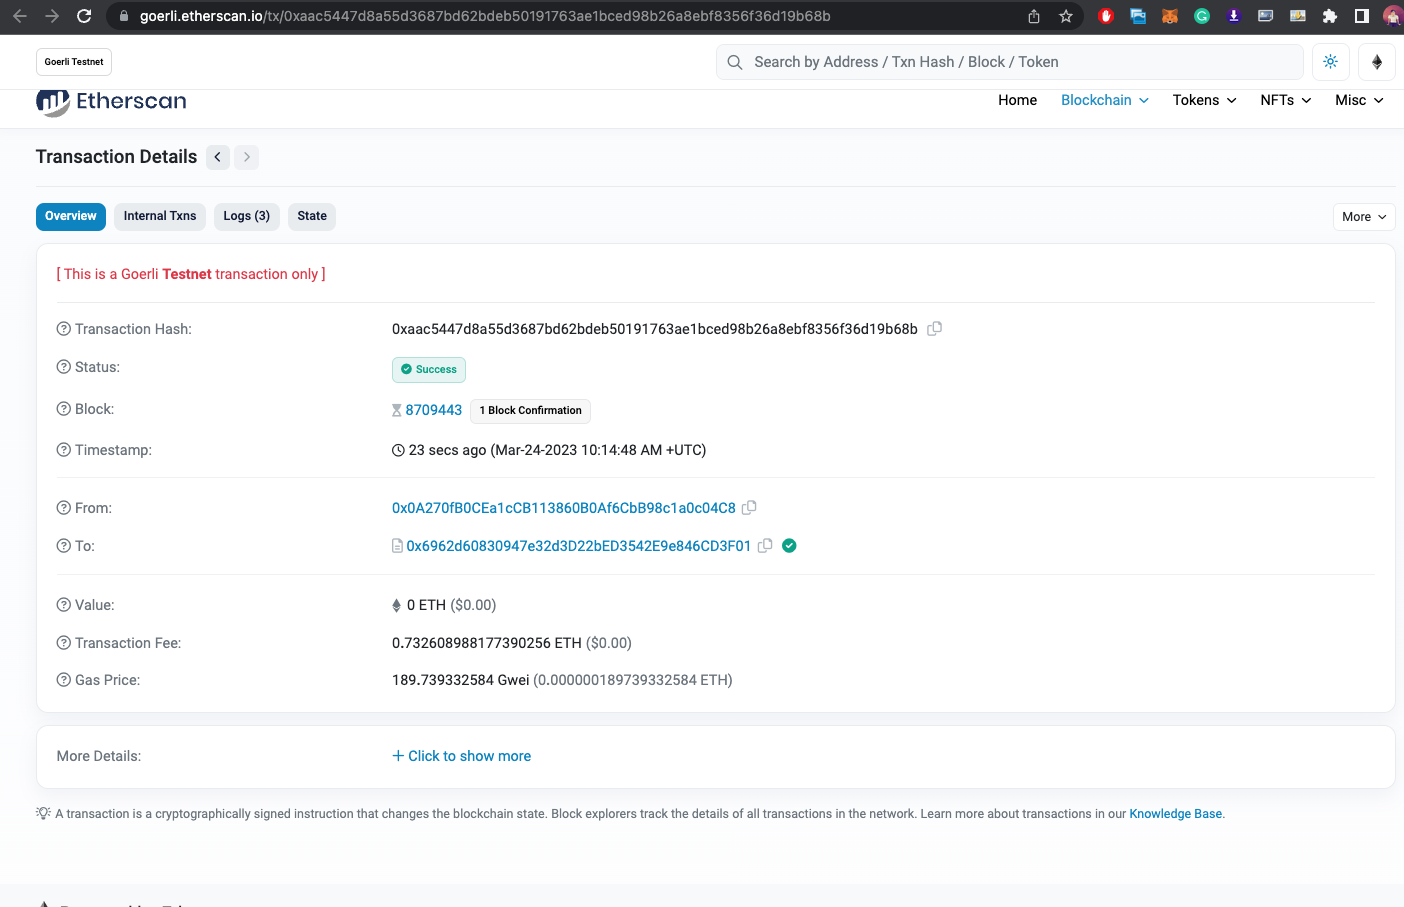 goerli.etherscan.io/tx/0xaac5447d8a55d3687bd62bdeb50191763ae1bced98b26a8ebf8356f36d19b68b
Goerli Testnet
Search by Address / Txn Hash / Block / Token
Etherscan
Home Blockchain Tokens NFTs Misc
Transaction Details
Overview Internal Txns Logs (3) State More
[ This is a Goerli Testnet transaction only ]
Transaction Hash: 0xaac5447d8a55d3687bd62bdeb50191763ae1bced98b26a8ebf8356f36d19b68b
Status: Success
Block: 8709443 1 Block Confirmation
Timestamp: 23 secs ago (Mar-24-2023 10:14:48 AM +UTC)
From: 0x0A270fB0CEa1cCB113860B0Af6CbB98c1a0c04C8
To: 0x6962d60830947e32d3D22bED3542E9e846CD3F01
Value: 0 ETH ($0.00)
Transaction Fee: 0.732608988177390256 ETH ($0.00)
Gas Price: 189.739332584 Gwei (0.000000189739332584 ETH)
More Details: + Click to show more
A transaction is a cryptographically signed instruction that changes the blockchain state. Block explorers track the details of all transactions in the network. Learn more about transactions in our Knowledge Base.